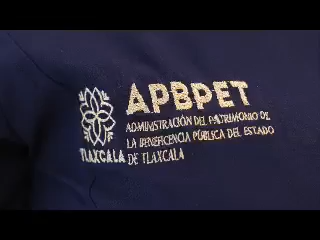 APBPET
ADMINISTRACIÓN DEL PATRIMONIO DE
LA BENEFICENCIA PÚBLICA DEL ESTADO
DE TLAXCALA
TLAXCALA